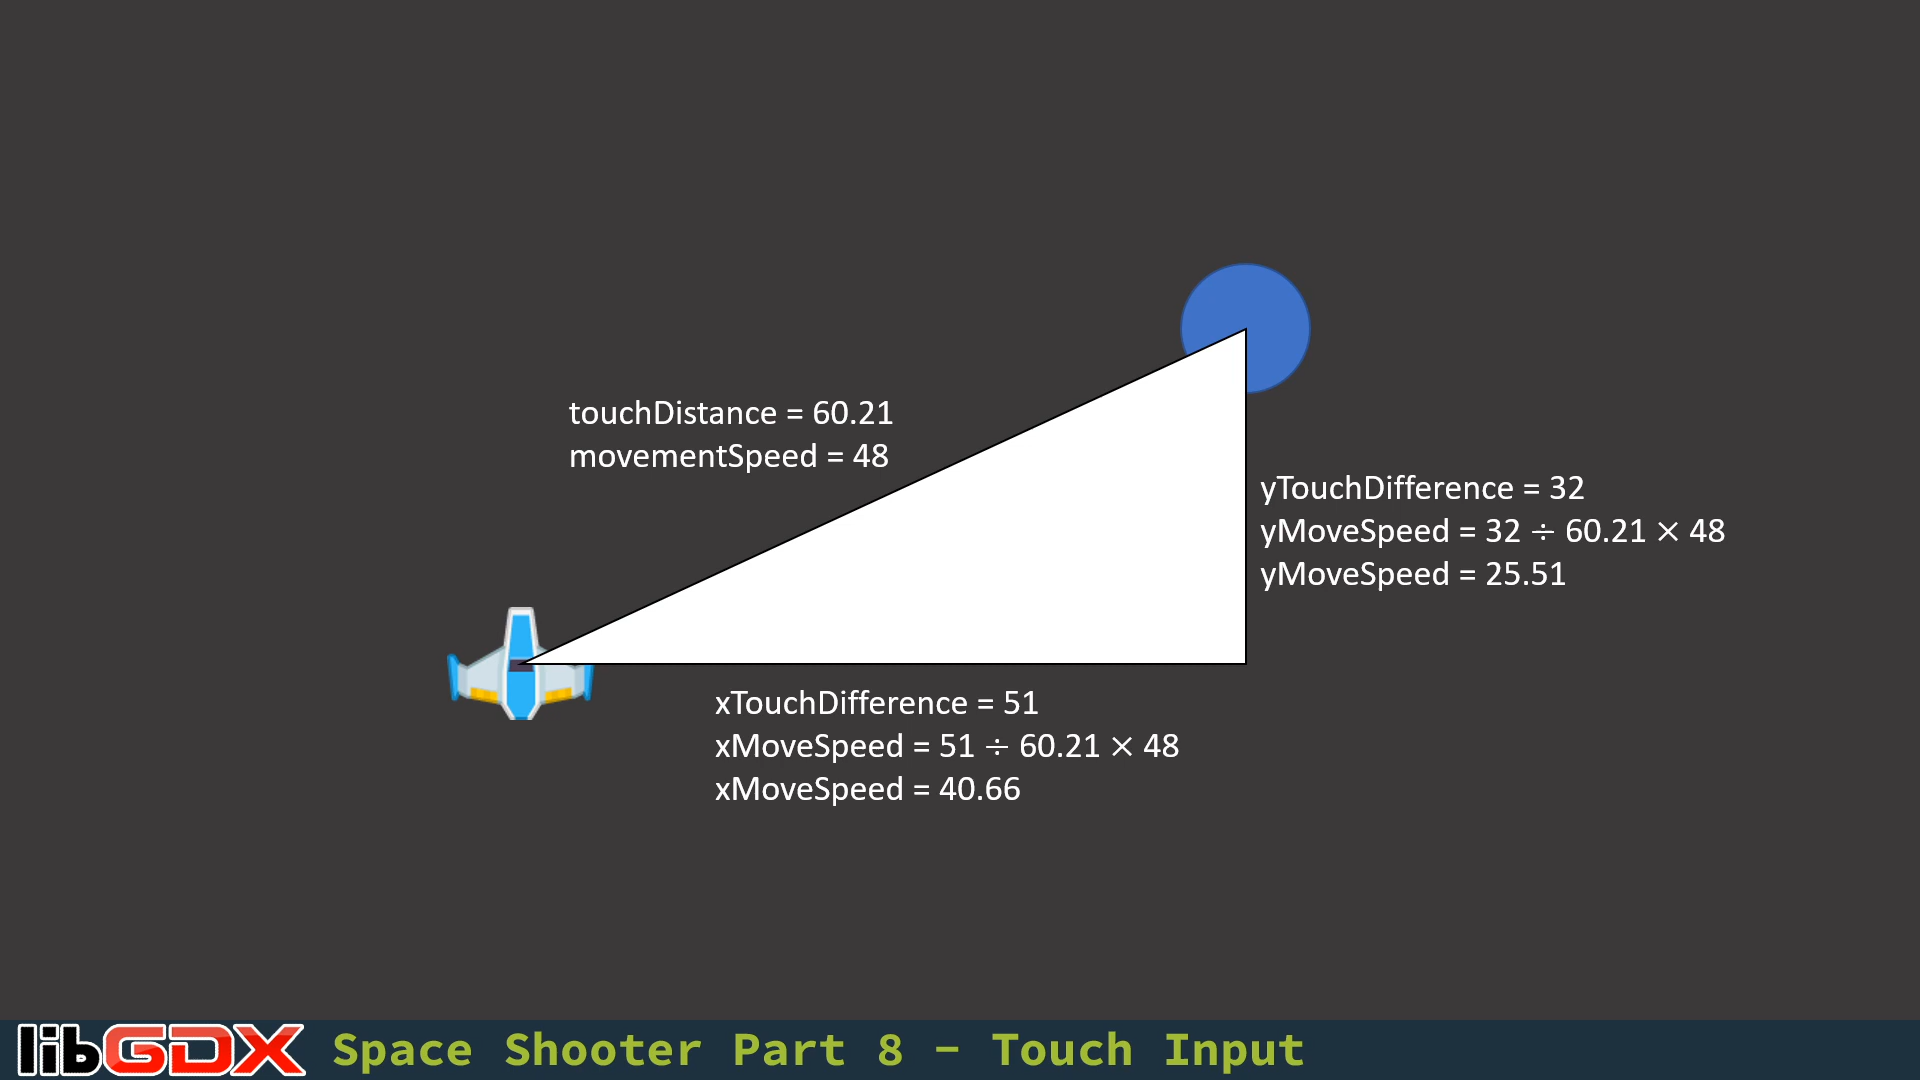 touchDistance = 60.21
movementSpeed = 48
yTouchDifference = 32
yMoveSpeed = 32 ÷ 60.21 × 48
yMoveSpeed = 25.51
xTouchDifference = 51
xMoveSpeed = 51 ÷ 60.21 × 48
xMoveSpeed = 40.66
libGDX Space Shooter Part 8 - Touch Input